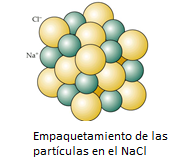 Cl⁻
Na⁺
Empaquetamiento de las
partículas en el NaCl